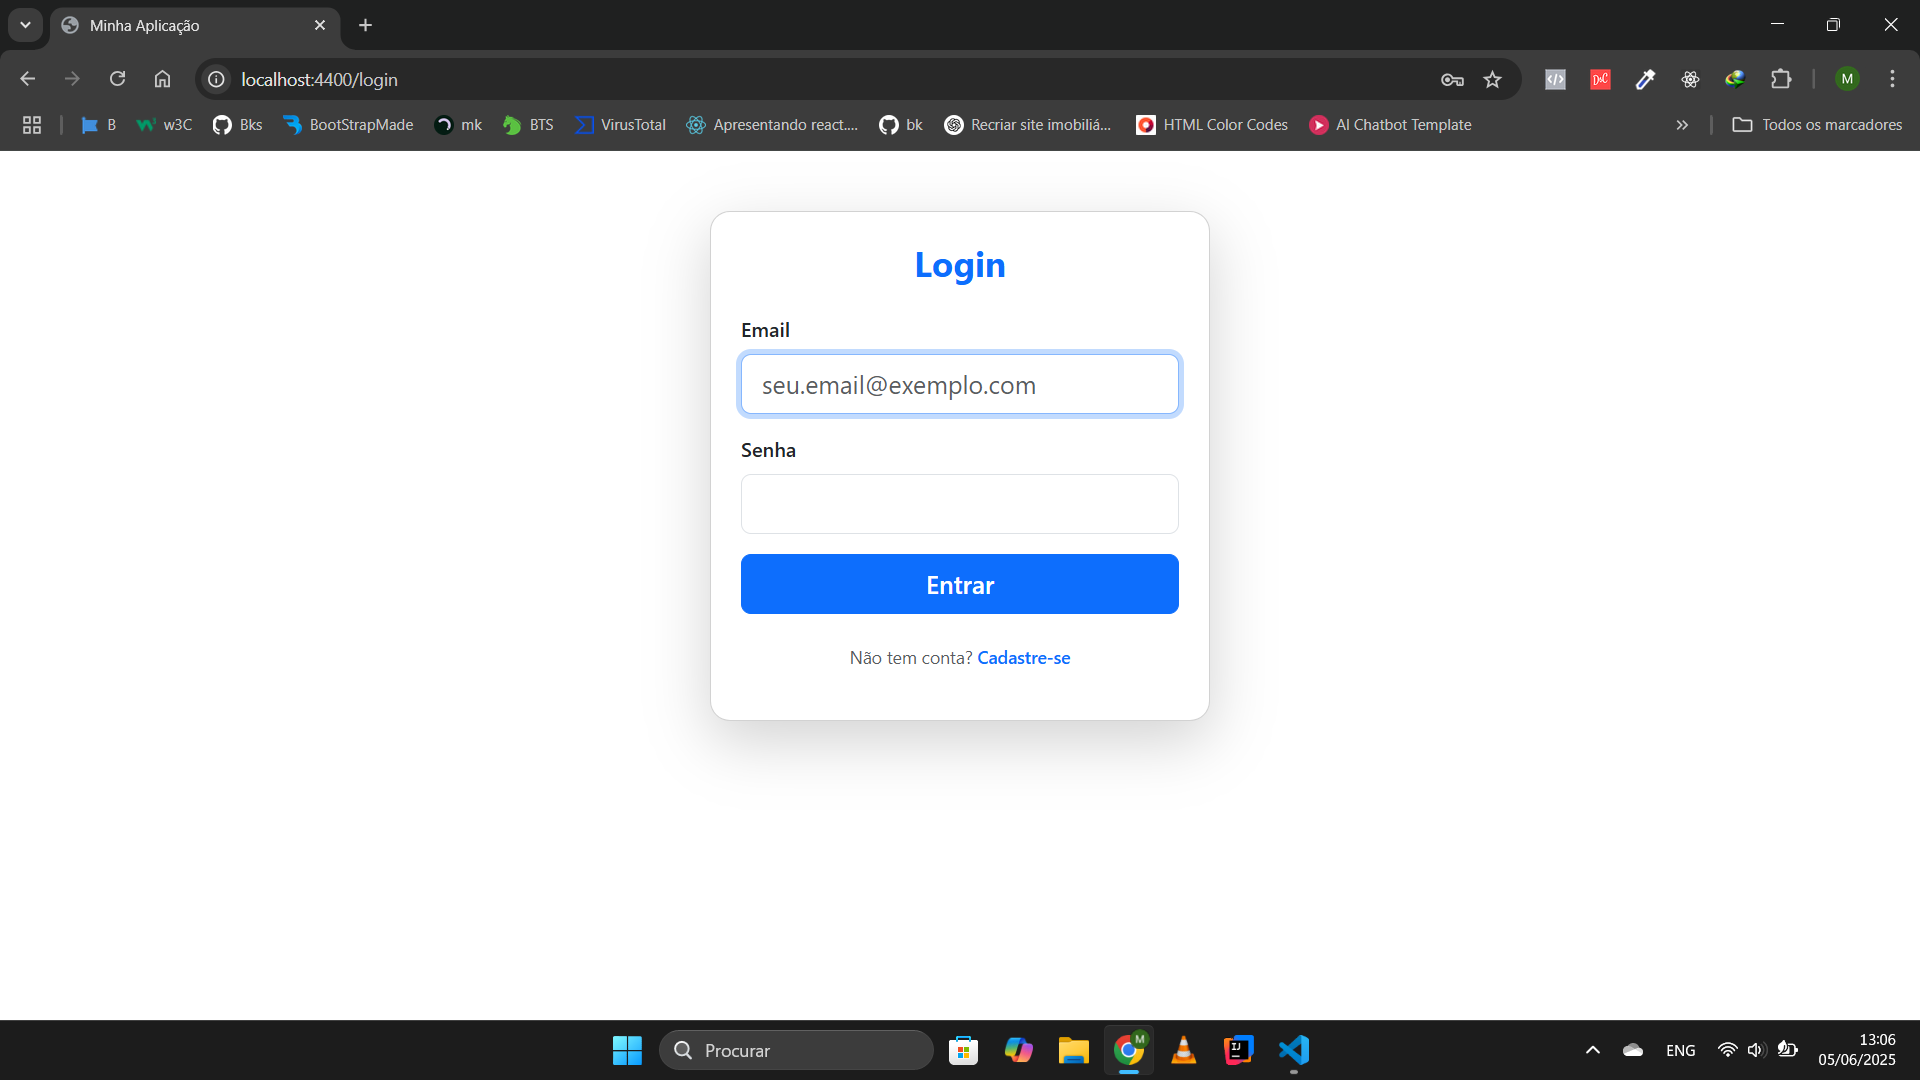 Minha Aplicação
localhost:4400/login
M
B
w3C
Bks
BootStrapMade
mk
BTS
VirusTotal
Apresentando react....
bk
Recriar site imobiliá...
HTML Color Codes
AI Chatbot Template
Todos os marcadores
Login
Email
seu.email@exemplo.com
Senha
Entrar
Não tem conta? Cadastre-se
Procurar
M
IJ
ENG
13:06
05/06/2025